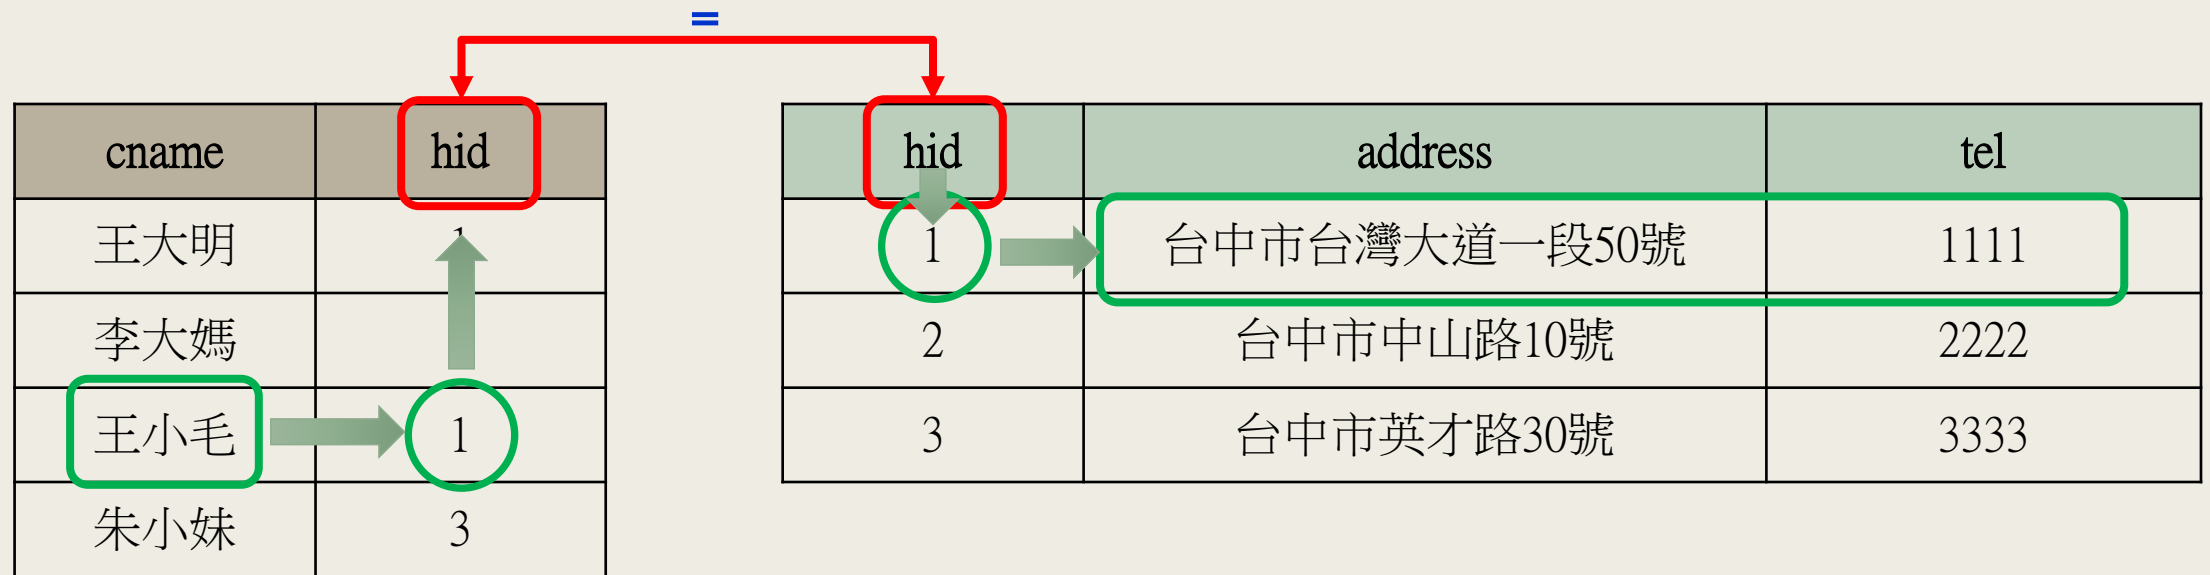 =
cname hid
王大明 1
李大媽
王小毛 1
朱小妹 3
hid address tel
1 台中市台灣大道一段50號 1111
2 台中市中山路10號 2222
3 台中市英才路30號 3333